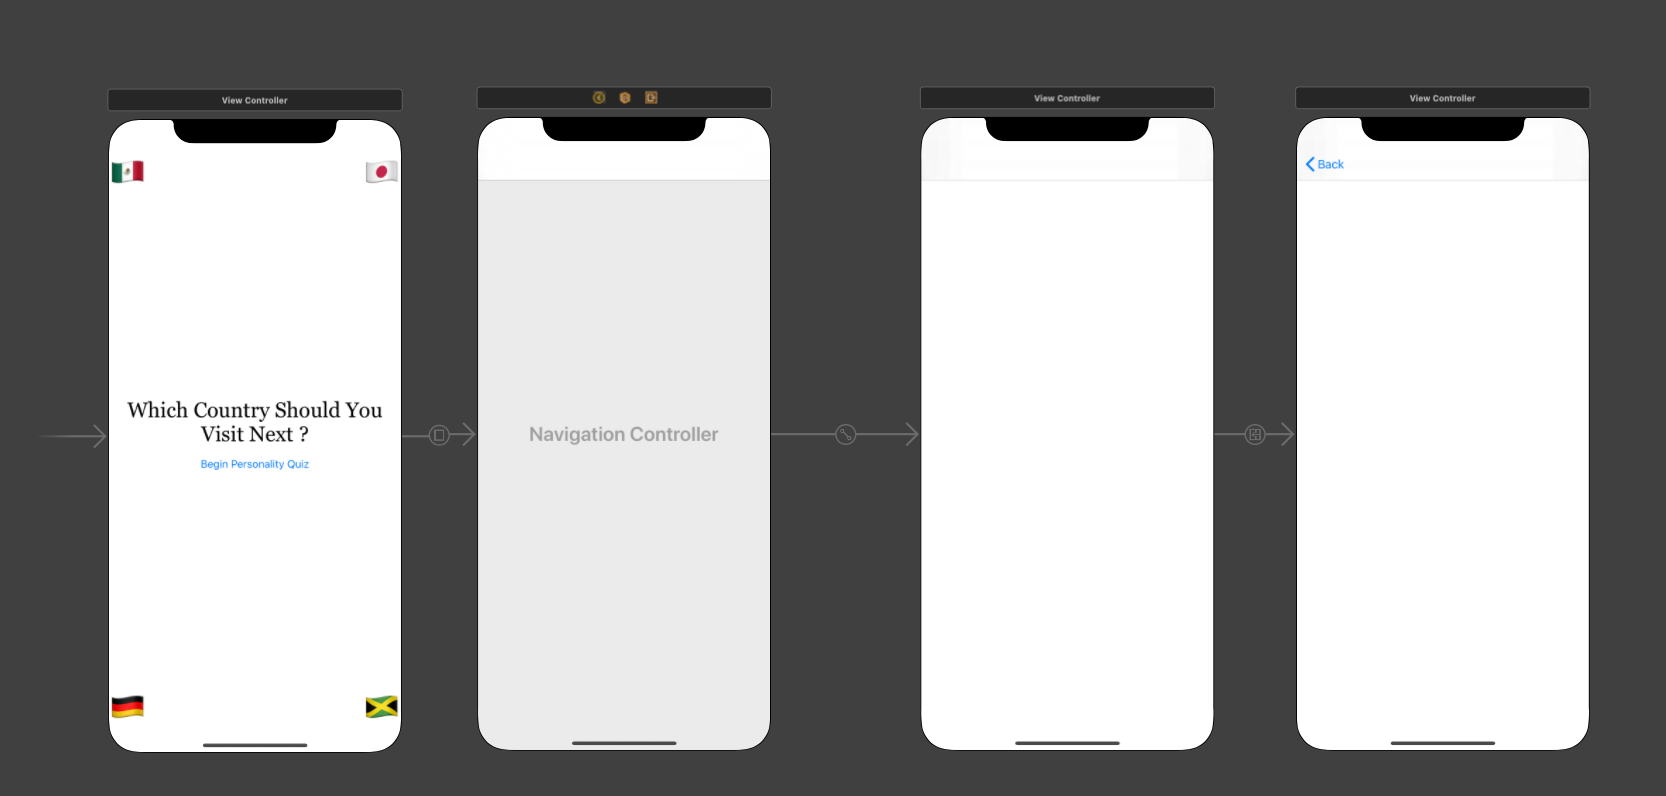 View Controller
Which Country Should You
Visit Next ?
Begin Personality Quiz
Navigation Controller
View Controller
View Controller
Back